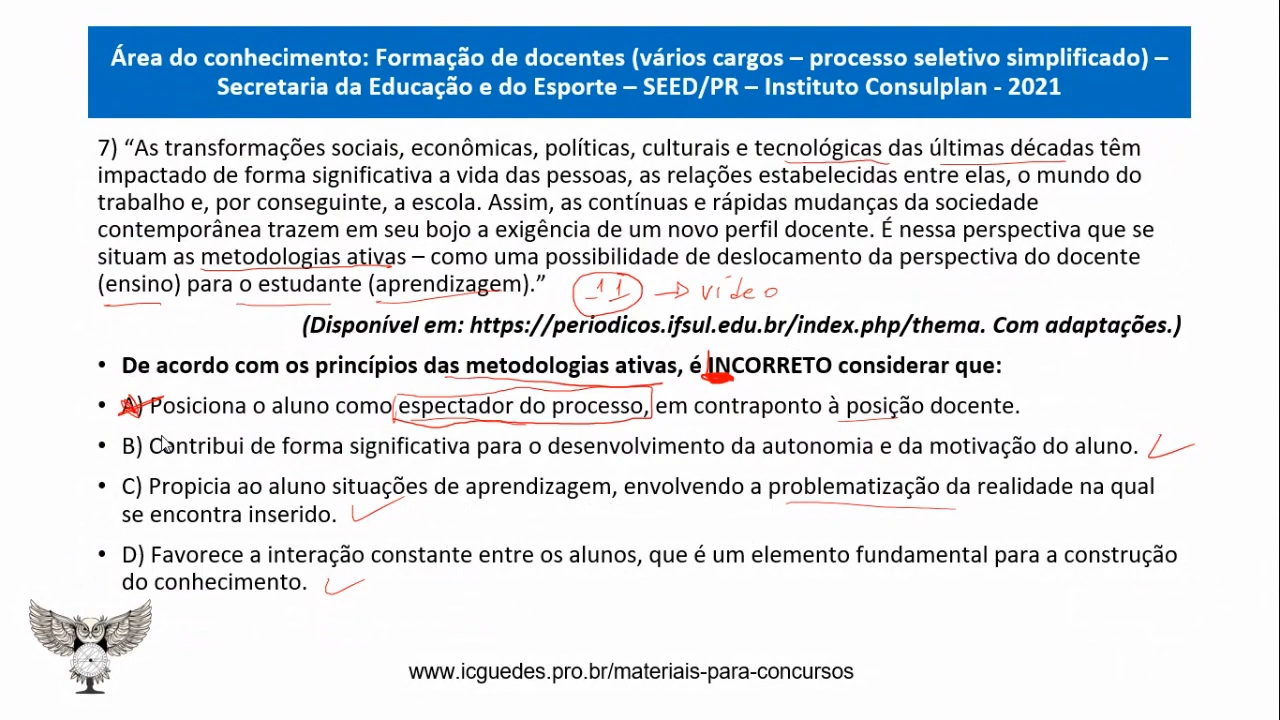 Área do conhecimento: Formação de docentes (vários cargos – processo seletivo simplificado) –
Secretaria da Educação e do Esporte – SEED/PR – Instituto Consulplan - 2021
7) “As transformações sociais, econômicas, políticas, culturais e tecnológicas das últimas décadas têm
impactado de forma significativa a vida das pessoas, as relações estabelecidas entre elas, o mundo do
trabalho e, por conseguinte, a escola. Assim, as contínuas e rápidas mudanças da sociedade
contemporânea trazem em seu bojo a exigência de um novo perfil docente. É nessa perspectiva que se
situam as metodologias ativas – como uma possibilidade de deslocamento da perspectiva do docente
(ensino) para o estudante (aprendizagem).”
11 → vídeo
(Disponível em: https://periodicos.ifsul.edu.br/index.php/thema. Com adaptações.)
• De acordo com os princípios das metodologias ativas, é INCORRETO considerar que:
• A) Posiciona o aluno como espectador do processo, em contraponto à posição docente.
• B) Contribui de forma significativa para o desenvolvimento da autonomia e da motivação do aluno.
• C) Propicia ao aluno situações de aprendizagem, envolvendo a problematização da realidade na qual
se encontra inserido.
• D) Favorece a interação constante entre os alunos, que é um elemento fundamental para a construção
do conhecimento.
www.icguedes.pro.br/materiais-para-concursos